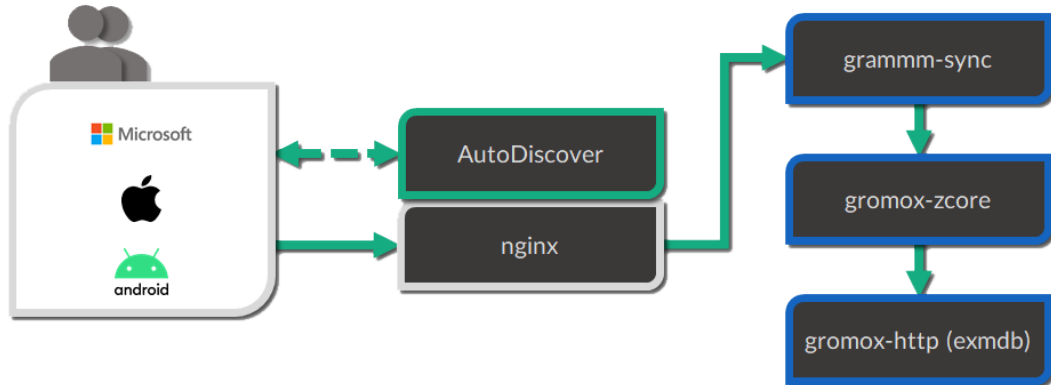 Microsoft
android
AutoDiscover
nginx
grammm-sync
gromox-zcore
gromox-http (exmdb)